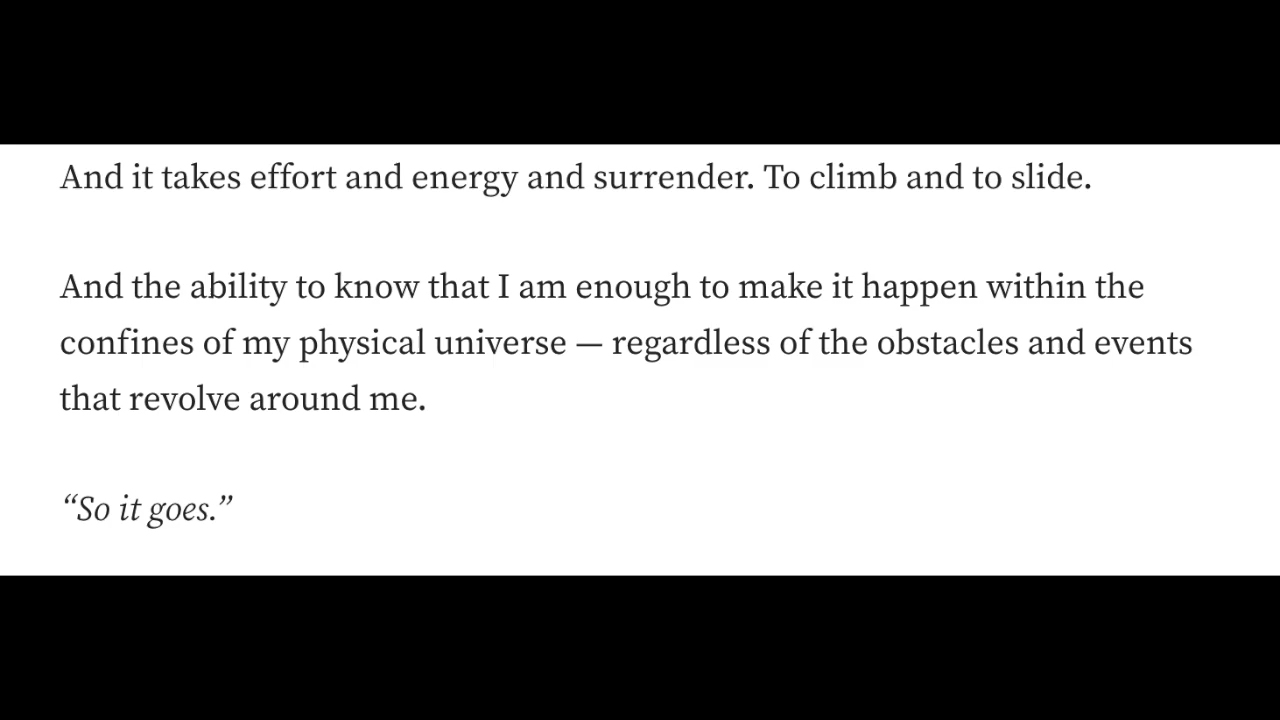 And it takes effort and energy and surrender. To climb and to slide.
And the ability to know that I am enough to make it happen within the
confines of my physical universe — regardless of the obstacles and events
that revolve around me.
“So it goes.”